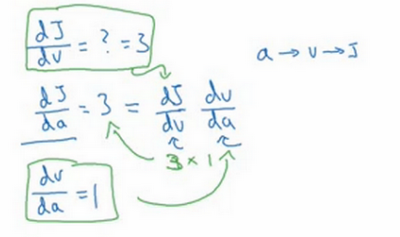 dJ/dv = ? = 3
a → v → J
dJ/da = 3 = dJ/dv dv/da
3 × 1
dv/da = 1